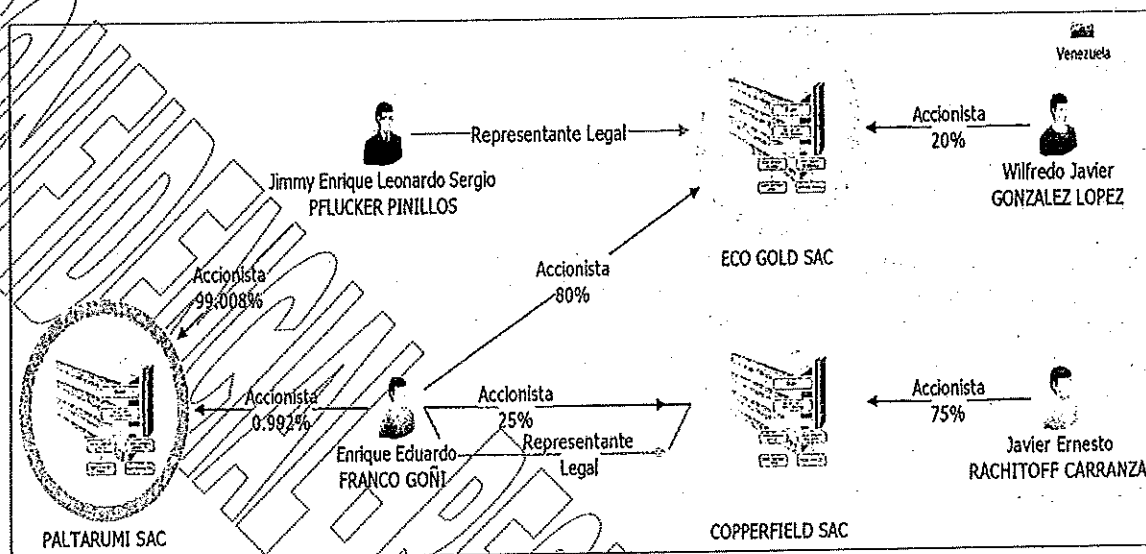 Venezuela
Representante Legal
Jimmy Enrique Leonardo Sergio
PFLUCKER PINILLOS
Accionista
20%
Wilfredo Javier
GONZALEZ LOPEZ
ECO GOLD SAC
Accionista
99.008%
Accionista
80%
Accionista
0.992%
Enrique Eduardo
FRANCO GOÑI
Accionista
25%
Representante
Legal
Accionista
75%
Javier Ernesto
RACHITOFF CARRANZA
PALTARUMI SAC
COPPERFIELD SAC